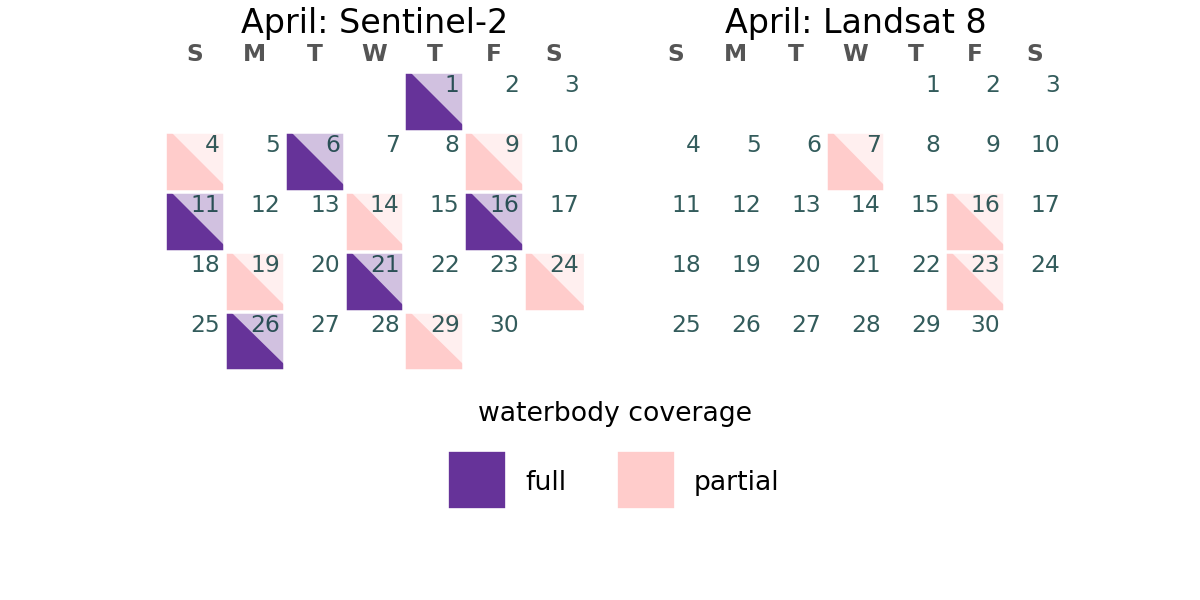 April: Sentinel-2
S M T W T F S
1 2 3
4 5 6 7 8 9 10
11 12 13 14 15 16 17
18 19 20 21 22 23 24
25 26 27 28 29 30
April: Landsat 8
S M T W T F S
1 2 3
4 5 6 7 8 9 10
11 12 13 14 15 16 17
18 19 20 21 22 23 24
25 26 27 28 29 30
waterbody coverage
full partial